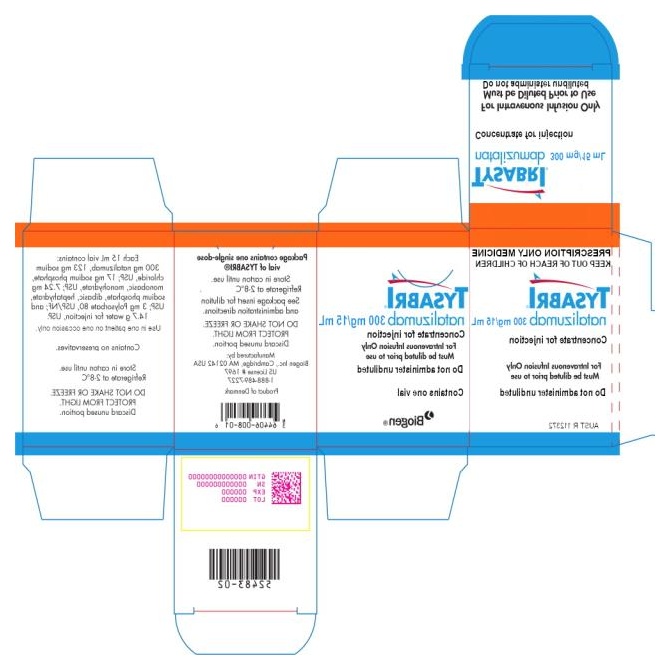 TYSABRI
natalizumab 300 mg/15 mL
Concentrate for injection
For Intravenous Infusion Only
Must be Diluted Prior to Use
Do not administer undiluted
PRESCRIPTION ONLY MEDICINE
KEEP OUT OF REACH OF CHILDREN
TYSABRI
natalizumab 300 mg/15 mL
Concentrate for injection
For Intravenous Infusion Only
Must be diluted prior to use
Do not administer undiluted
AUST R 112372
TYSABRI
natalizumab 300 mg/15 mL
Concentrate for injection
For Intravenous Infusion Only
Must be diluted prior to use
Do not administer undiluted
Contains one vial
Biogen®
Package contains one single-dose
vial of TYSABRI®
Store in carton until use.
Refrigerate at 2-8°C
See package insert for dilution
and administration directions.
DO NOT SHAKE OR FREEZE.
PROTECT FROM LIGHT.
Discard unused portion.
Manufactured by:
Biogen Inc., Cambridge, MA 02142 USA
US License # 1697
1-888-489-7227
Product of Denmark
3 64406-008-01 6
Each 15 mL vial contains:
300 mg natalizumab, 123 mg sodium
chloride, USP, 17 mg sodium phosphate,
monobasic, monohydrate, USP, 7.24 mg
sodium phosphate, dibasic, heptahydrate,
USP, 3 mg Polysorbate 80, USP/NF, and
14.7 g water for injection, USP
Use in one patient on one occasion only.
Contains no preservatives.
Store in carton until use.
Refrigerate at 2-8°C
DO NOT SHAKE OR FREEZE.
PROTECT FROM LIGHT.
Discard unused portion.
GTIN 00000000000000
SN 000000000000
EXP 000000
LOT 000000
52483-02